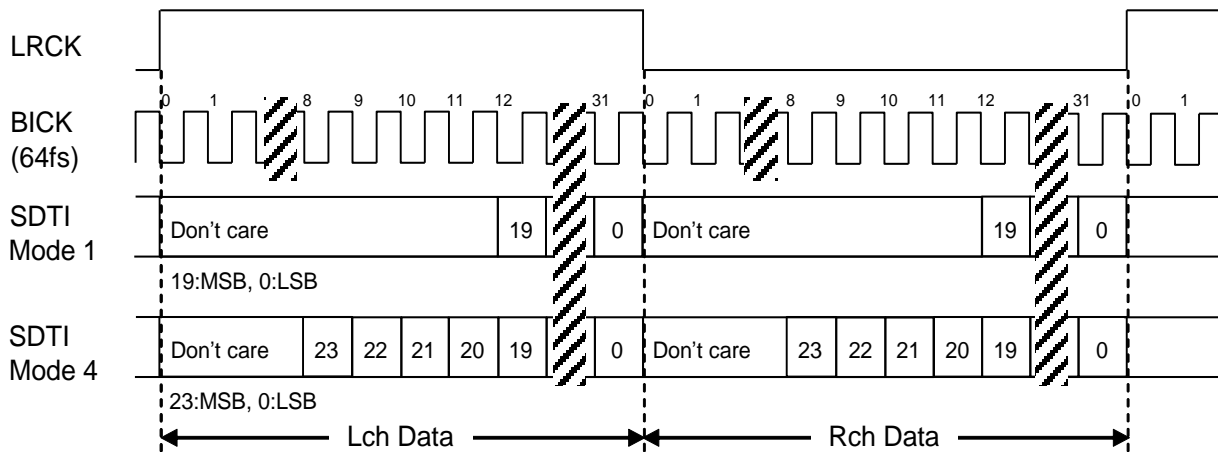 LRCK
0 1 8 9 10 11 12 31 0 1 8 9 10 11 12 31 0 1
BICK
(64fs)
SDTI
Mode 1
Don't care 19 0 Don't care 19 0
19:MSB, 0:LSB
SDTI
Mode 4
Don't care 23 22 21 20 19 0 Don't care 23 22 21 20 19 0
23:MSB, 0:LSB
Lch Data Rch Data